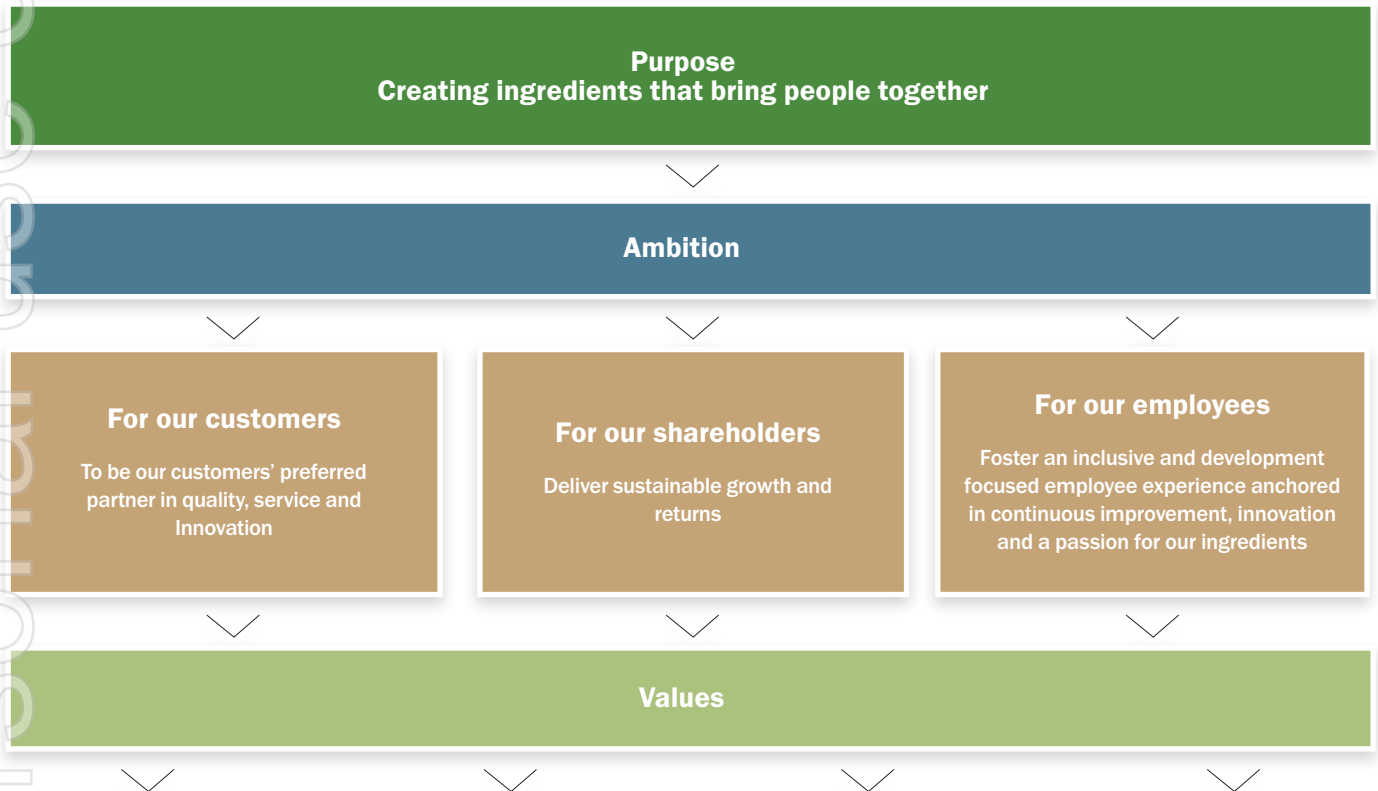 Purpose
Creating ingredients that bring people together
Ambition
For our customers
To be our customers’ preferred
partner in quality, service and
Innovation
For our shareholders
Deliver sustainable growth and
returns
For our employees
Foster an inclusive and development
focused employee experience anchored
in continuous improvement, innovation
and a passion for our ingredients
Values